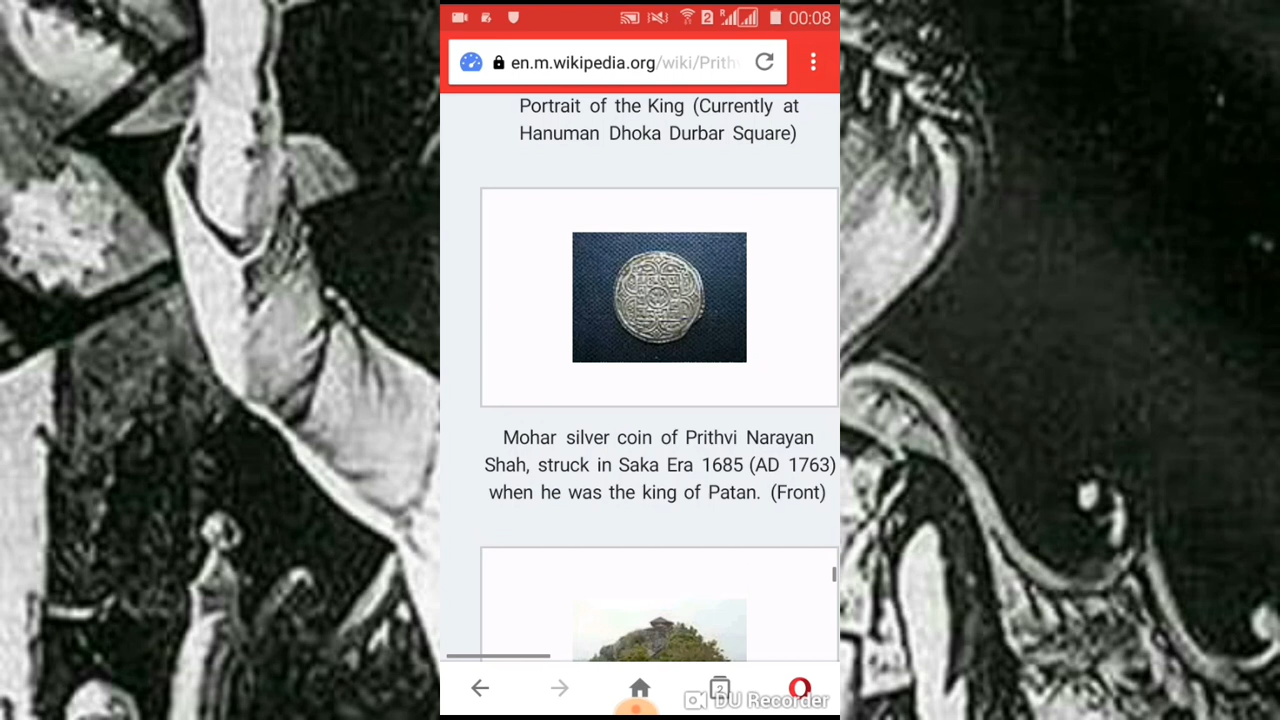 2 R 00:08
en.m.wikipedia.org/wiki/Prith
Portrait of the King (Currently at
Hanuman Dhoka Durbar Square)
Mohar silver coin of Prithvi Narayan
Shah, struck in Saka Era 1685 (AD 1763)
when he was the king of Patan. (Front)
2
DU Recorder